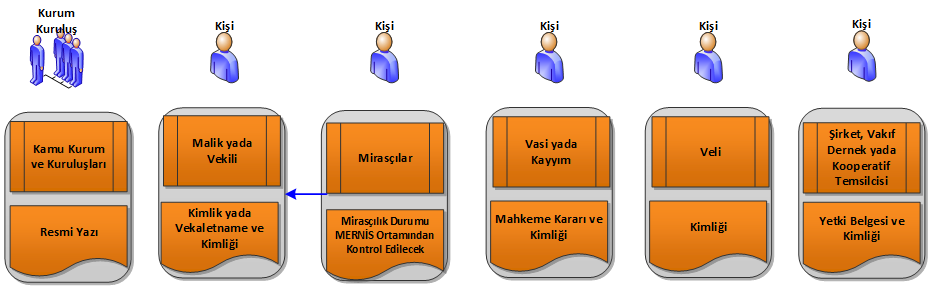 Kurum
Kuruluş
Kamu Kurum
ve Kuruluşları
Resmi Yazı
Kişi
Malik yada
Vekili
Kimlik yada
Vekaletname ve
Kimliği
Kişi
Mirasçılar
Mirasçılık Durumu
MERNİS Ortamından
Kontrol Edilecek
Kişi
Vasi yada
Kayyım
Mahkeme Kararı ve
Kimliği
Kişi
Veli
Kimliği
Kişi
Şirket, Vakıf
Dernek yada
Kooperatif
Temsilcisi
Yetki Belgesi ve
Kimliği